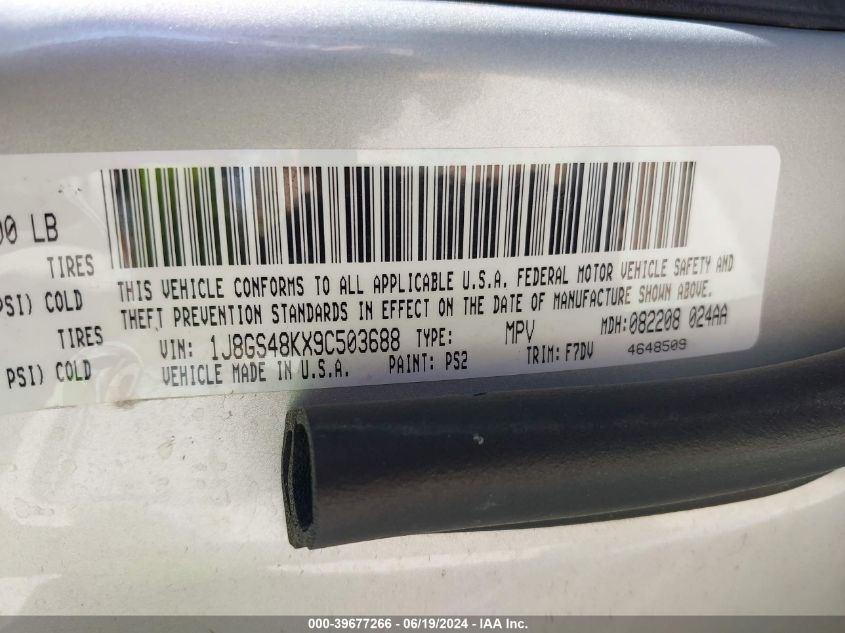 00 LB
TIRES
PSI) COLD
TIRES
PSI) COLD
THIS VEHICLE CONFORMS TO ALL APPLICABLE U.S.A. FEDERAL MOTOR VEHICLE SAFETY AND
THEFT PREVENTION STANDARDS IN EFFECT ON THE DATE OF MANUFACTURE SHOWN ABOVE.
VIN: 1J8GS48KX9C503688 TYPE: MPV MDH:082208 024AA
VEHICLE MADE IN U.S.A. PAINT: PS2 TRIM: F7DV 4648509
000-39677266 - 06/19/2024 - IAA Inc.